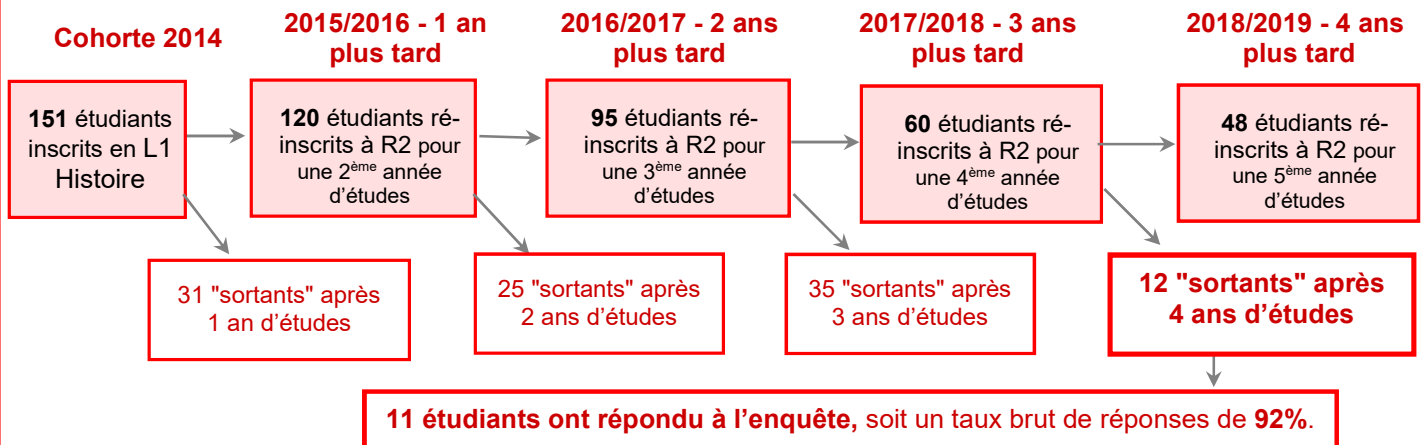 Cohorte 2014
2015/2016 - 1 an
plus tard
2016/2017 - 2 ans
plus tard
2017/2018 - 3 ans
plus tard
2018/2019 - 4 ans
plus tard
151 étudiants
inscrits en L1
Histoire
120 étudiants ré-
inscrits à R2 pour
une 2ème année
d’études
95 étudiants ré-
inscrits à R2 pour
une 3ème année
d’études
60 étudiants ré-
inscrits à R2 pour
une 4ème année
d’études
48 étudiants ré-
inscrits à R2 pour
une 5ème année
d’études
31 "sortants" après
1 an d’études
25 "sortants" après
2 ans d’études
35 "sortants" après
3 ans d’études
12 "sortants" après
4 ans d’études
11 étudiants ont répondu à l’enquête, soit un taux brut de réponses de 92%.